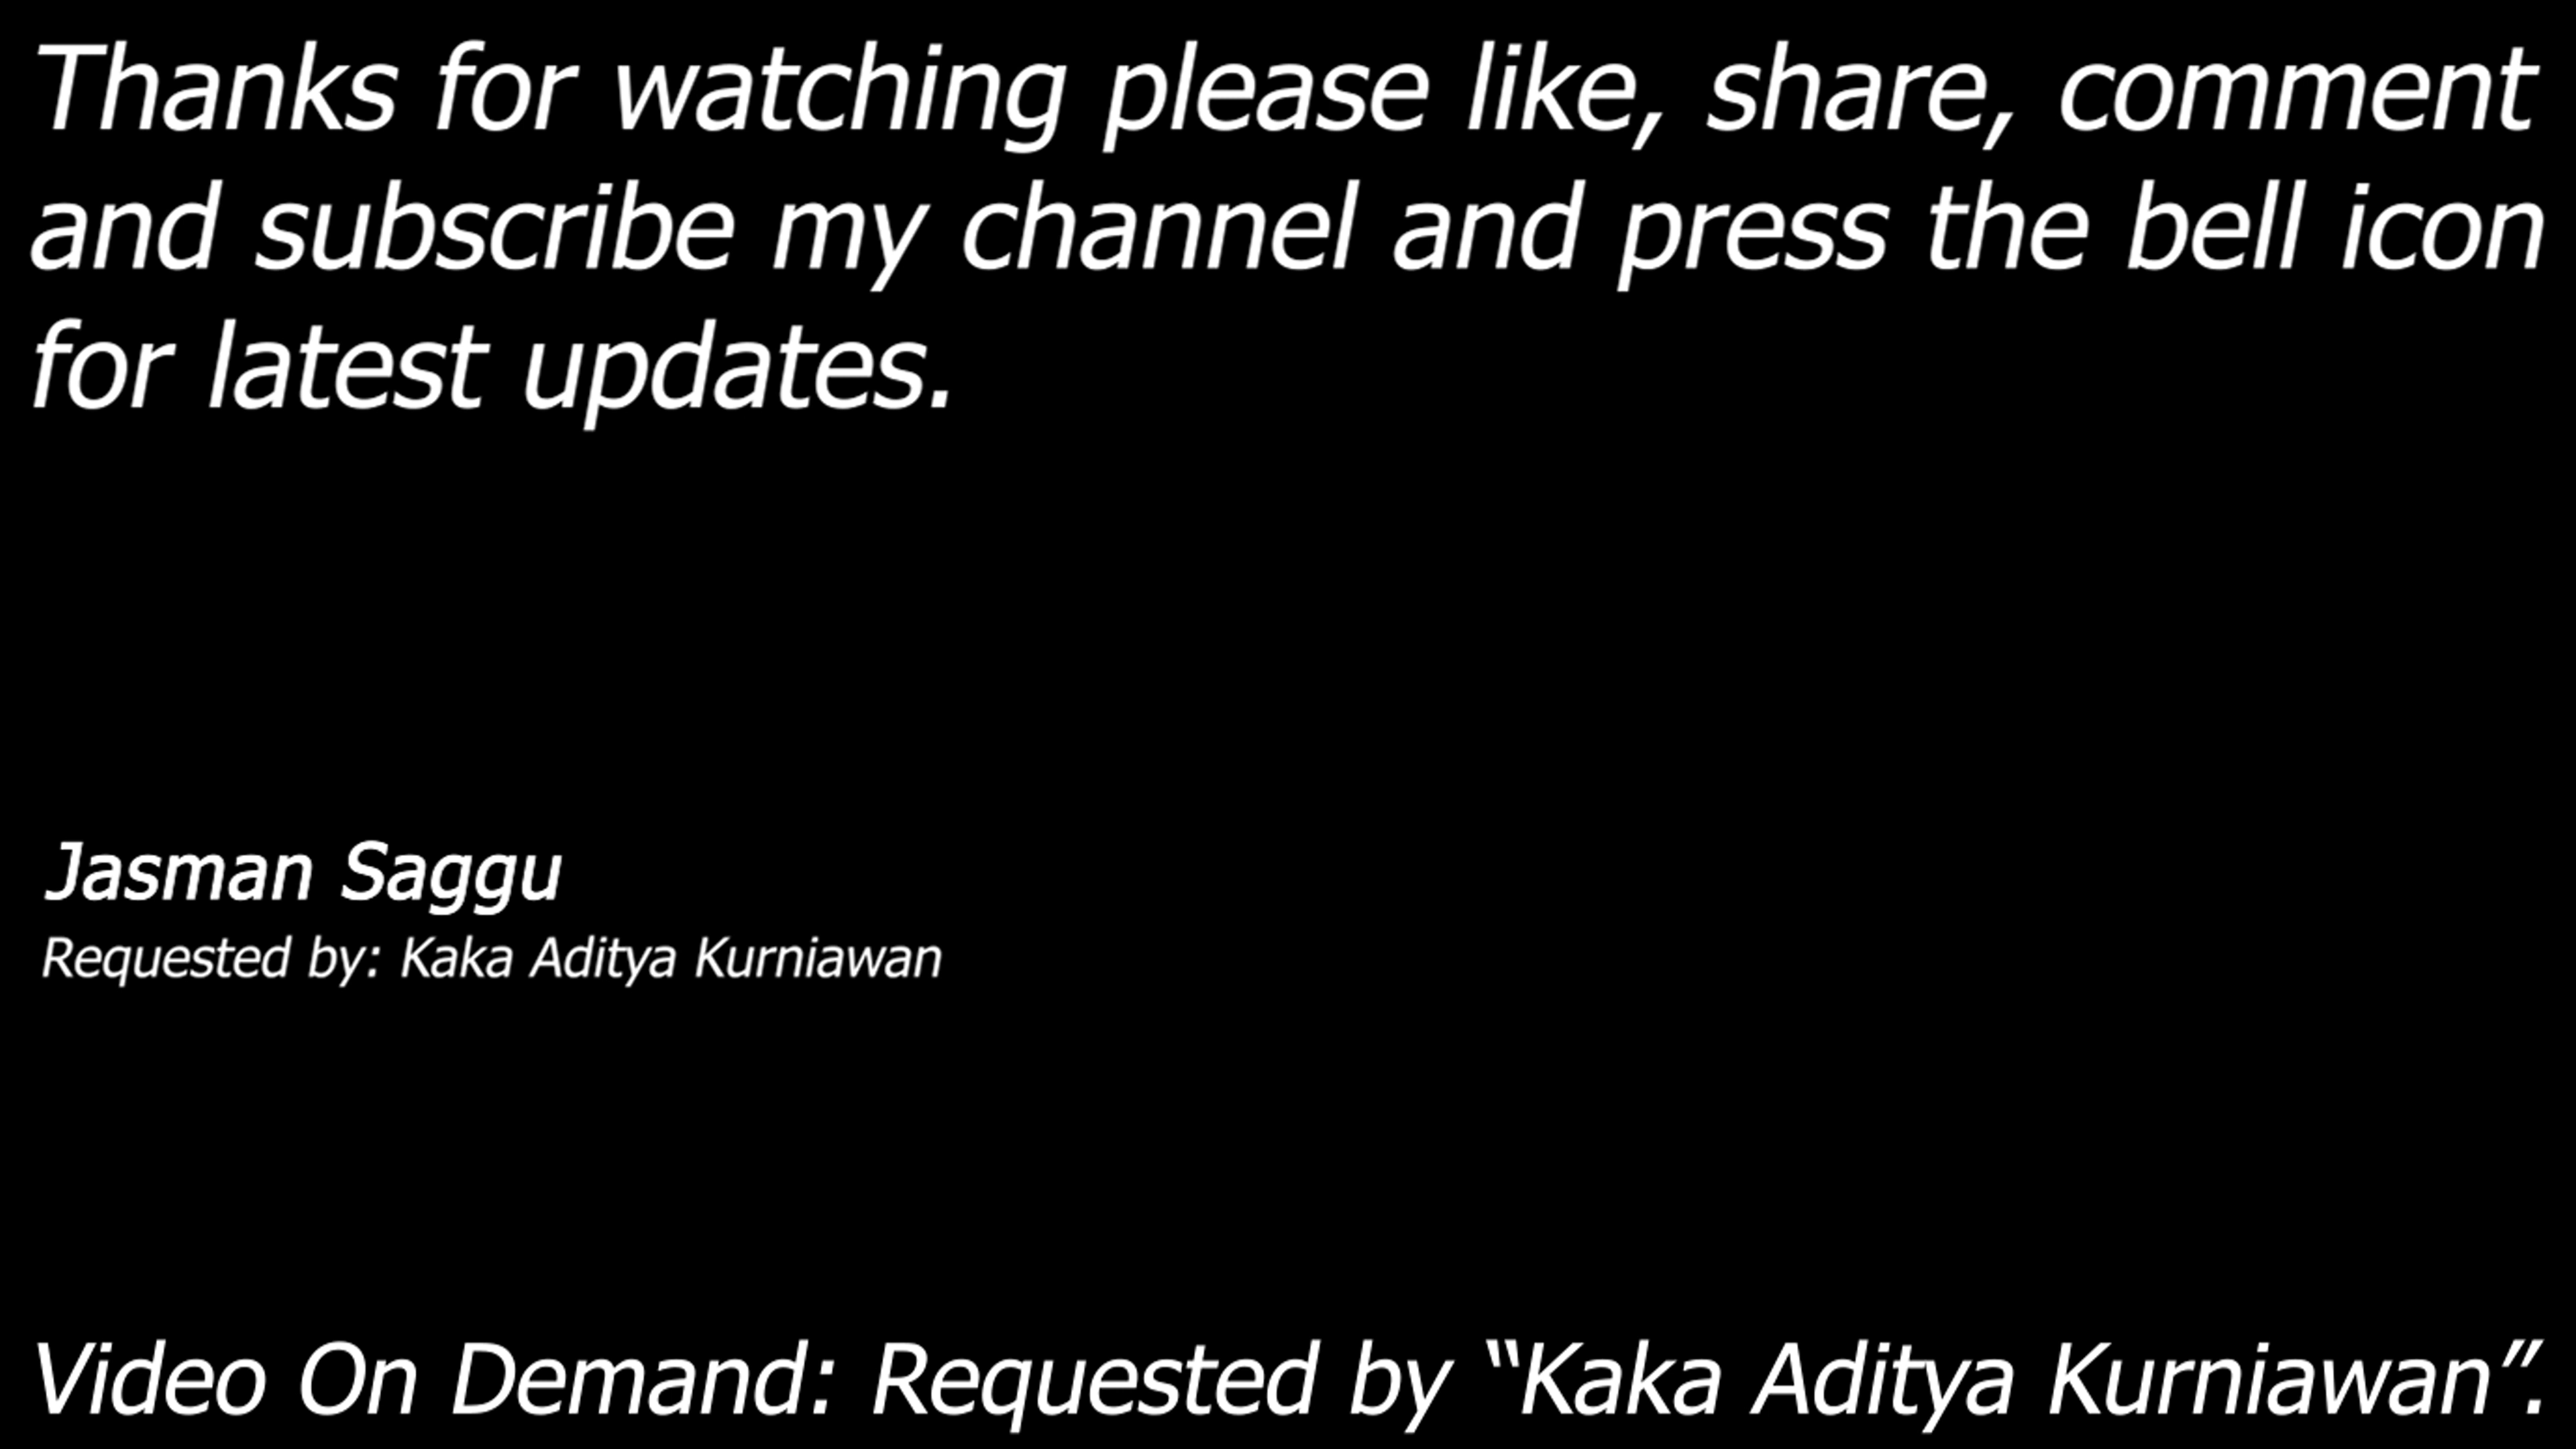 Thanks for watching please like, share, comment
and subscribe my channel and press the bell icon
for latest updates.
Jasman Saggu
Requested by: Kaka Aditya Kurniawan
Video On Demand: Requested by “Kaka Aditya Kurniawan”.